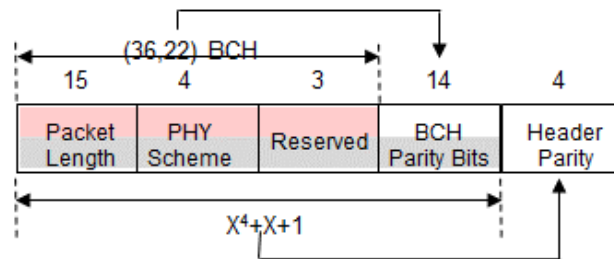 (36,22) BCH
15 4 3 14 4
Packet Length
PHY Scheme
Reserved
BCH Parity Bits
Header Parity
X⁴+X+1